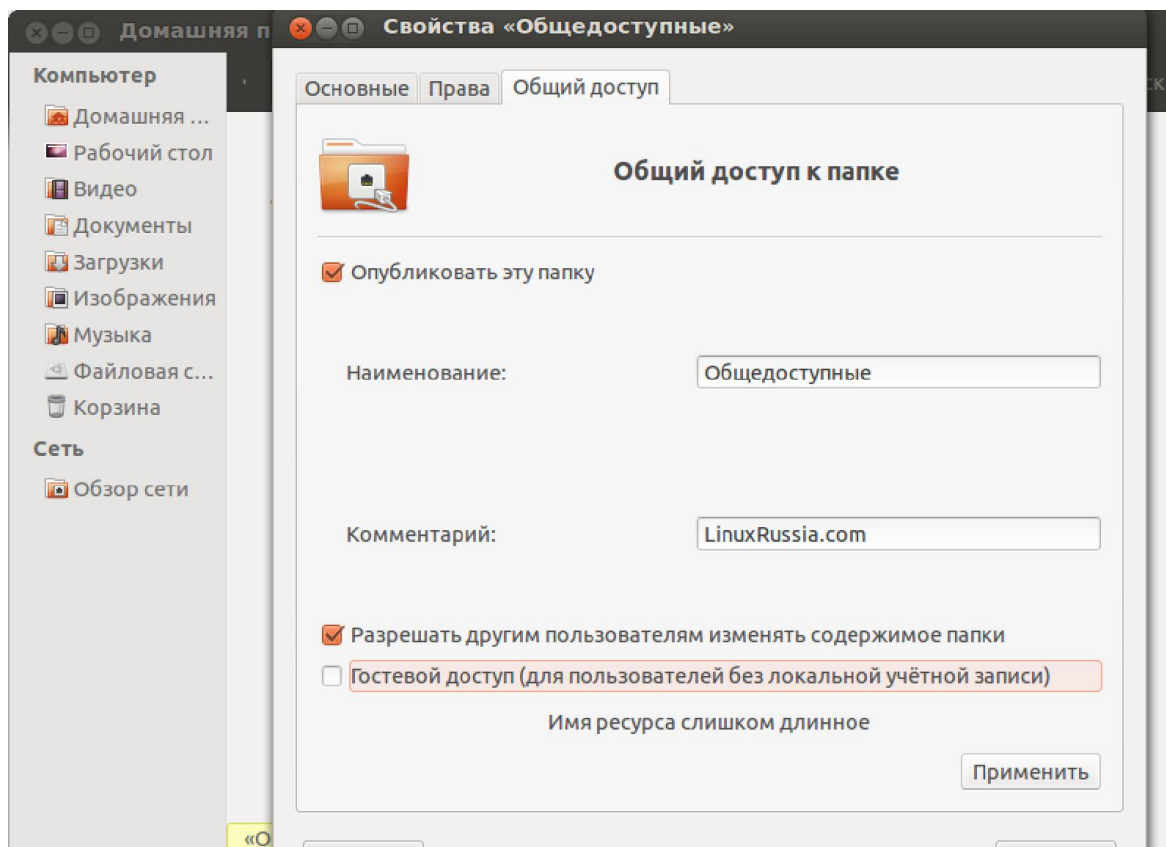 Домашняя п
Свойства «Общедоступные»
Компьютер
Домашняя ...
Рабочий стол
Видео
Документы
Загрузки
Изображения
Музыка
Файловая с...
Корзина
Сеть
Обзор сети
Основные
Права
Общий доступ
ск
Общий доступ к папке
Опубликовать эту папку
Наименование:
Общедоступные
Комментарий:
LinuxRussia.com
Разрешать другим пользователям изменять содержимое папки
Гостевой доступ (для пользователей без локальной учётной записи)
Имя ресурса слишком длинное
Применить
«О